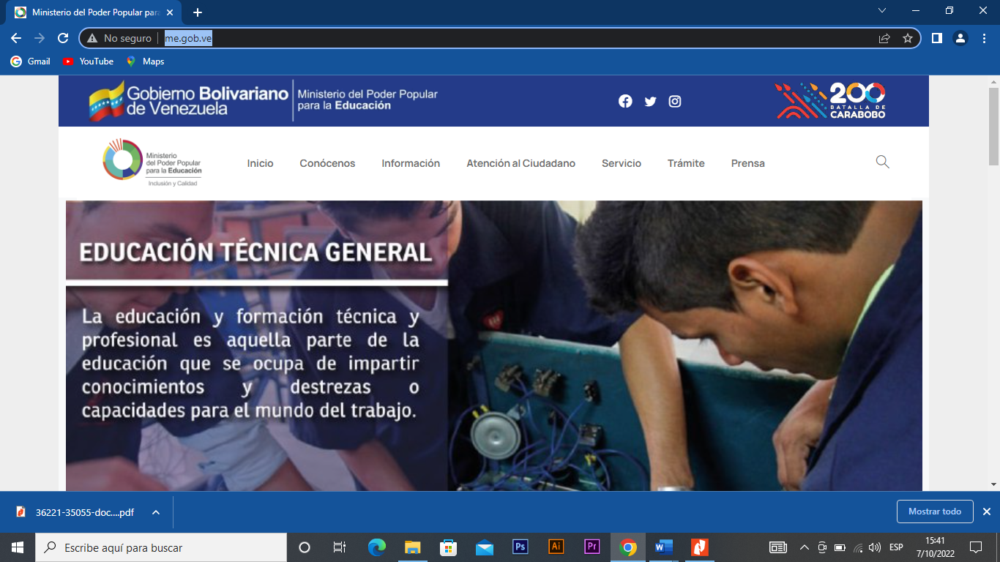 Ministerio del Poder Popular para
No seguro
me.gob.ve
Gmail
YouTube
Maps
Gobierno Bolivariano
de Venezuela
Ministerio del Poder Popular
para la Educación
200
BATALLA DE
CARABOBO
Ministerio
del Poder Popular
para la Educación
Inclusión y Calidad
Inicio
Conócenos
Información
Atención al Ciudadano
Servicio
Trámite
Prensa
EDUCACIÓN TÉCNICA GENERAL
La educación y formación técnica y
profesional es aquella parte de la
educación que se ocupa de impartir
conocimientos y destrezas o
capacidades para el mundo del trabajo.
36221-35055-doc....pdf
Mostrar todo
Escribe aquí para buscar
Ps
Ai
Pr
ESP
15:41
7/10/2022